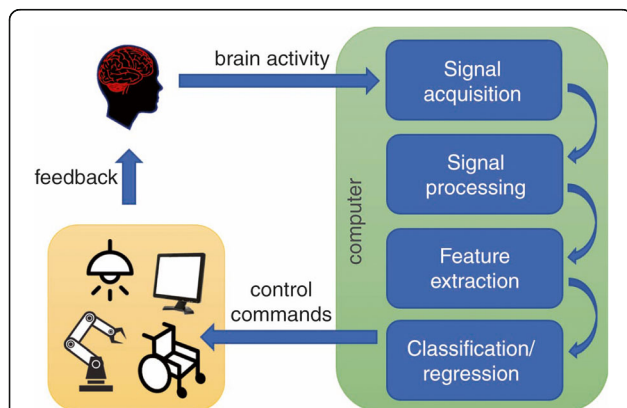 brain activity
Signal
acquisition
Signal
processing
Feature
extraction
Classification/
regression
computer
control
commands
feedback